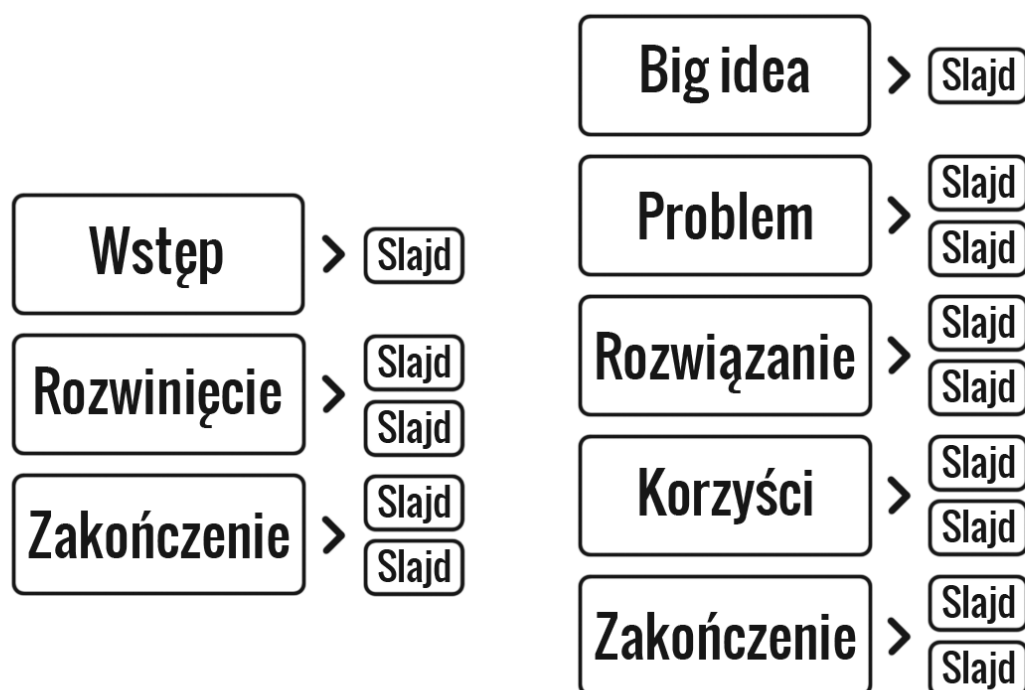 Wstęp
Slajd
Rozwinięcie
Slajd
Slajd
Zakończenie
Slajd
Slajd
Big idea
Slajd
Problem
Slajd
Slajd
Rozwiązanie
Slajd
Slajd
Korzyści
Slajd
Slajd
Zakończenie
Slajd
Slajd